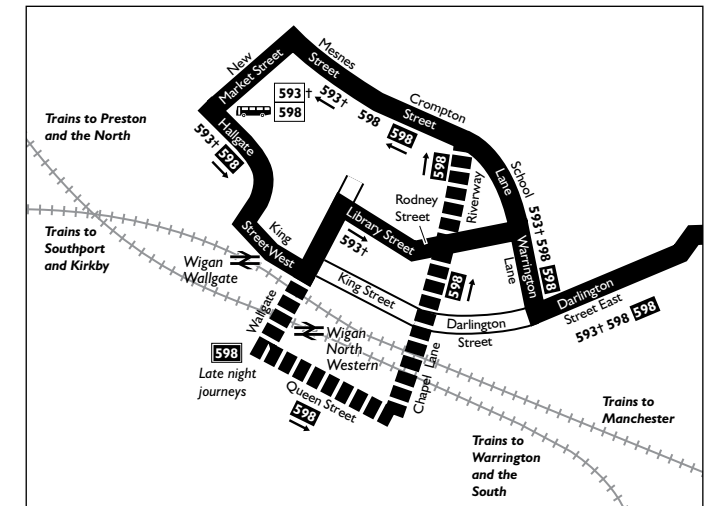 Mesnes
Street
New
Market Street
593†
598
593†
598
598
Crompton
Street
Trains to Preston
and the North
Hallgate
593†
598
598
School
Lane
Rodney
Street
Riverway
Library Street
593†
593† 598 598
Warrington
Lane
Trains to
Southport
and Kirkby
King
Street West
Wigan
Wallgate
King Street
598
Darlington
Street East
593† 598 598
Wallgate
Darlington
Street
Wigan
North
Western
598
Late night
journeys
Chapel Lane
Queen Street
598
Trains to
Manchester
Trains to
Warrington
and the
South